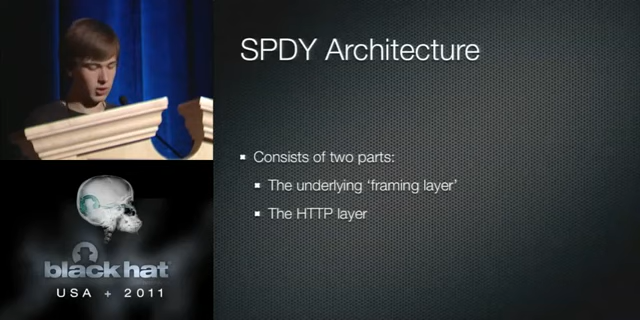 SPDY Architecture
Consists of two parts:
The underlying ‘framing layer’
The HTTP layer
black hat
USA + 2011